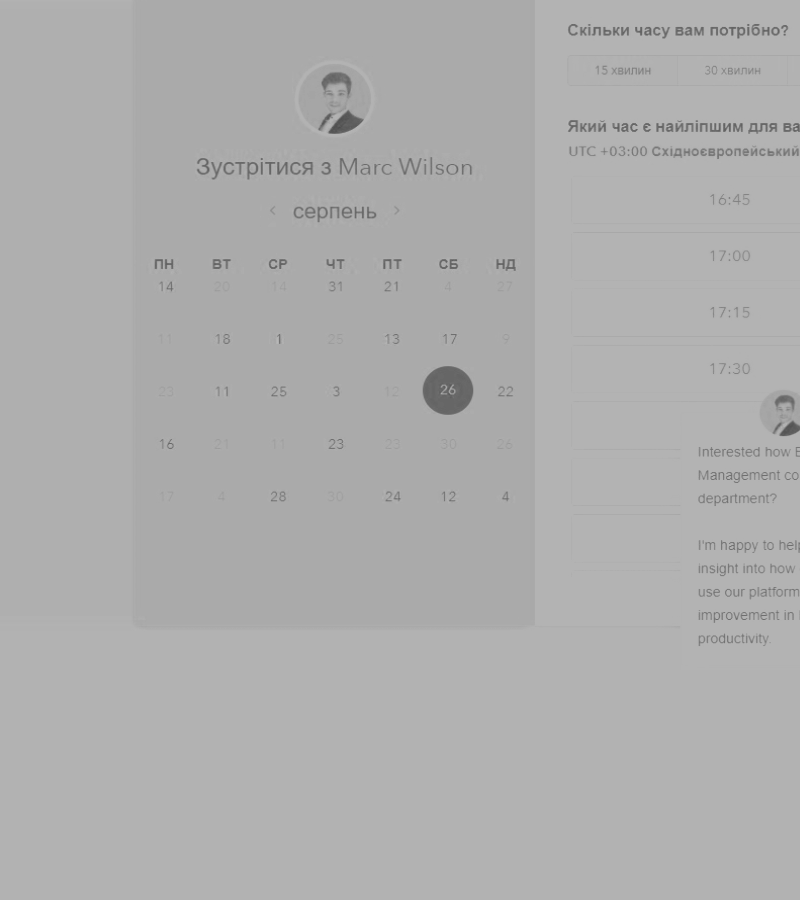 Зустрітися з Marc Wilson
серпень
ПН ВТ СР ЧТ ПТ СБ НД
14 20 14 31 21 4 27
11 18 1 25 13 17 9
23 11 25 3 12 26 22
16 21 11 23 23 30 26
17 4 28 30 24 12 4
Скільки часу вам потрібно?
15 хвилин 30 хвилин
Який час є найліпшим для ва
UTC +03:00 Східноєвропейський
16:45
17:00
17:15
17:30
Interested how
Management co
department?
I'm happy to help
insight into how
use our platform
improvement in
productivity.